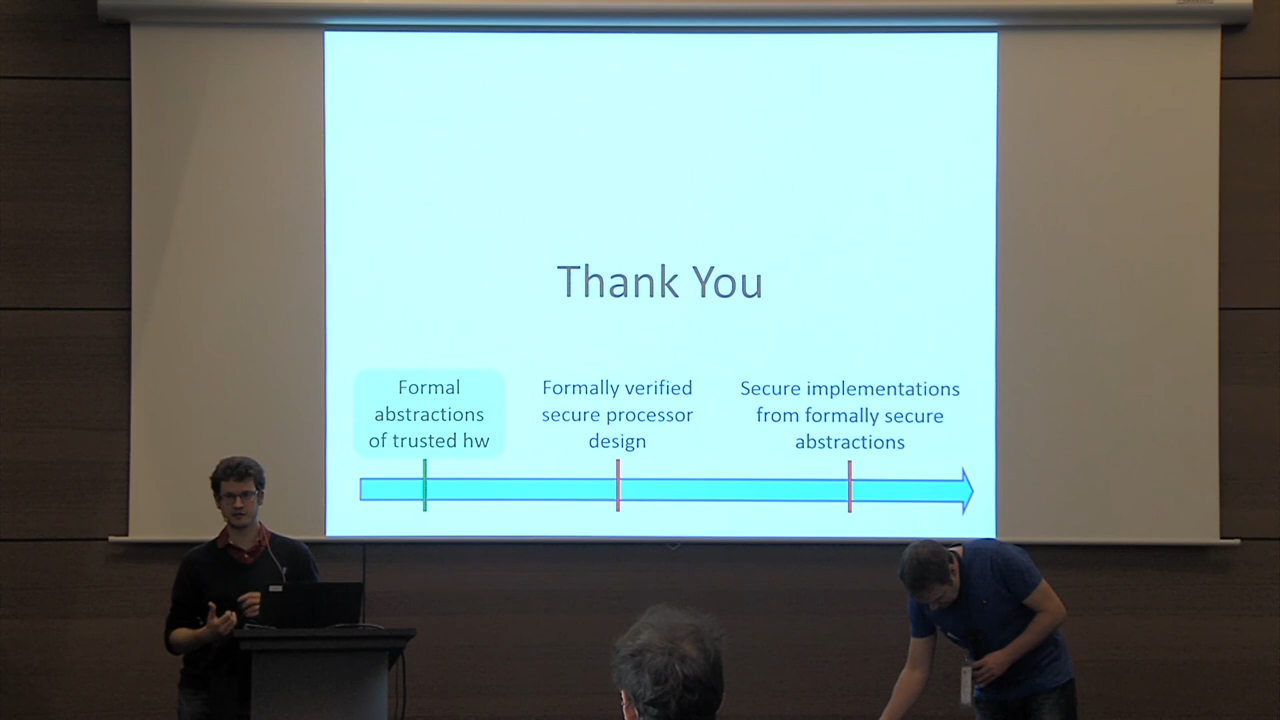 Thank You
Formal
abstractions
of trusted hw
Formally verified
secure processor
design
Secure implementations
from formally secure
abstractions